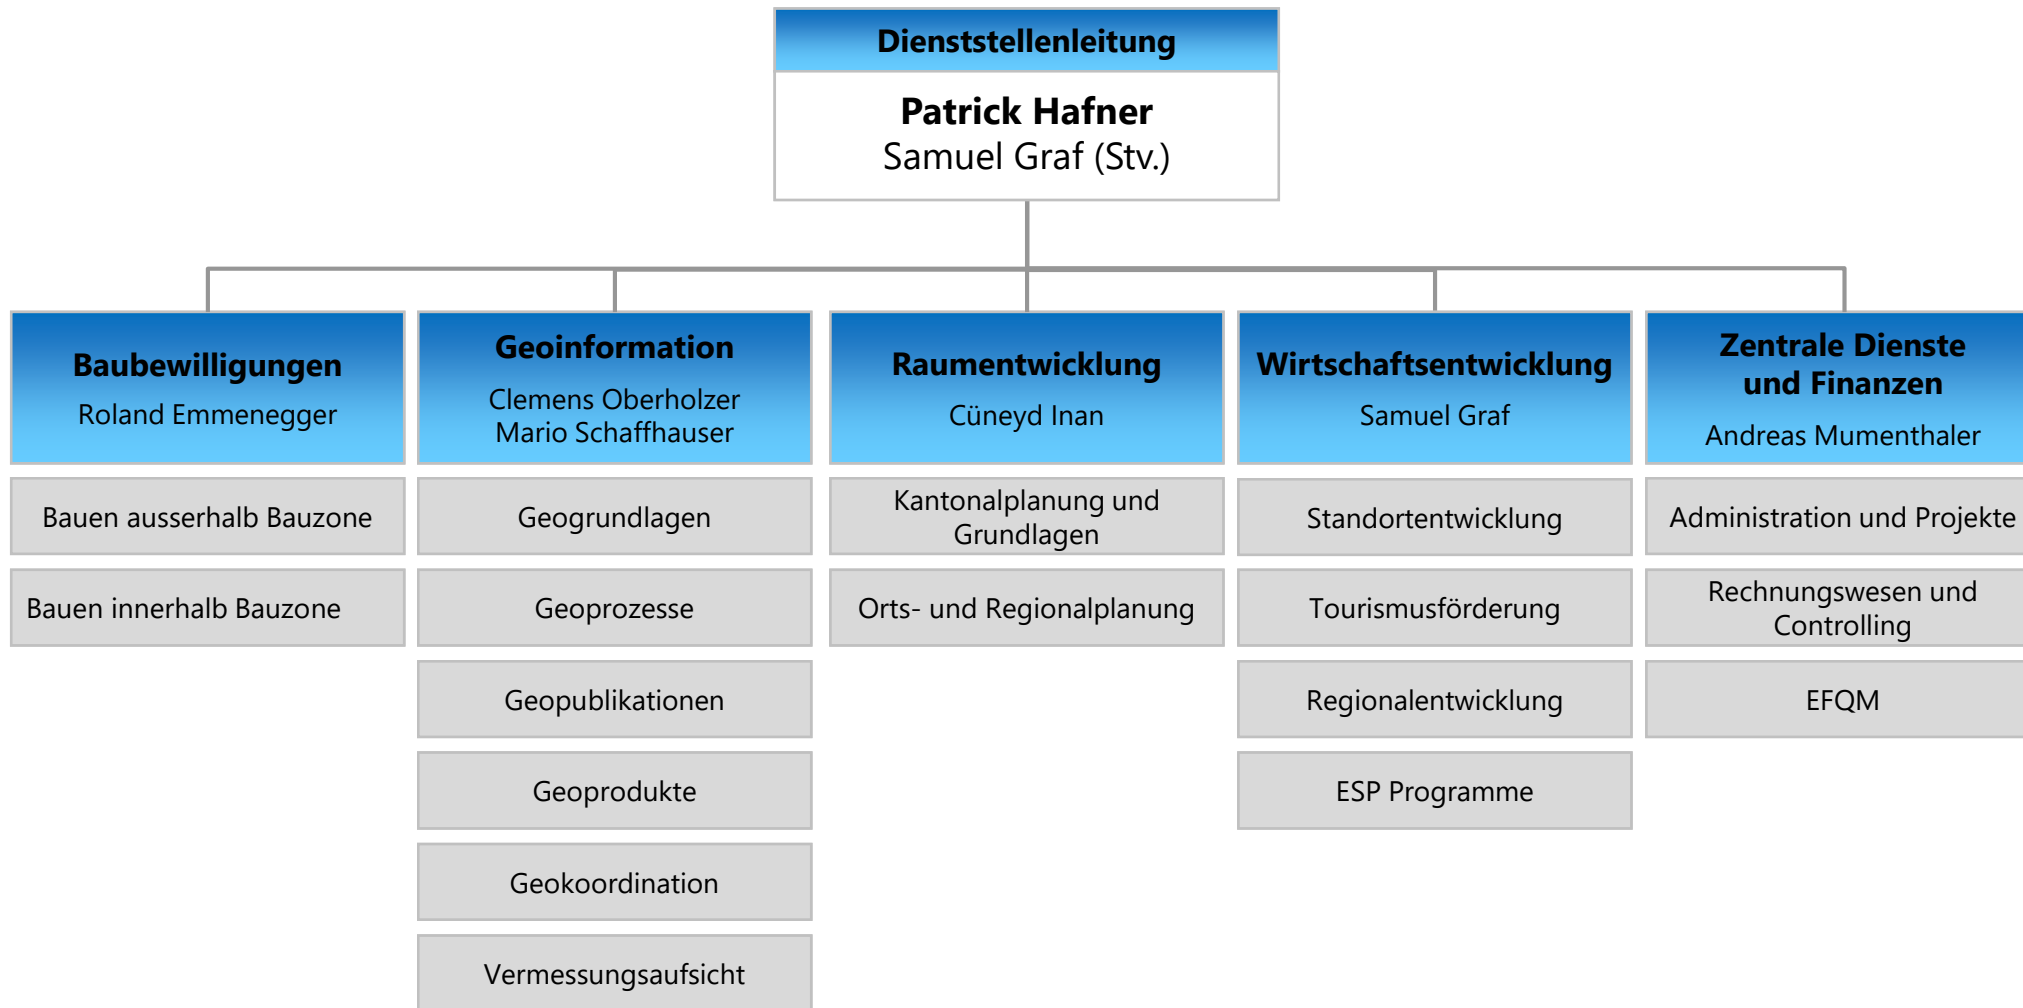 Dienststellenleitung
Patrick Hafner
Samuel Graf (Stv.)
Baubewilligungen
Roland Emmenegger
Bauen ausserhalb Bauzone
Bauen innerhalb Bauzone
Geoinformation
Clemens Oberholzer
Mario Schaffhauser
Geogrundlagen
Geoprozesse
Geopublikationen
Geoprodukte
Geokoordination
Vermessungsaufsicht
Raumentwicklung
Cüneyd Inan
Kantonalplanung und
Grundlagen
Orts- und Regionalplanung
Wirtschaftsentwicklung
Samuel Graf
Standortentwicklung
Tourismusförderung
Regionalentwicklung
ESP Programme
Zentrale Dienste
und Finanzen
Andreas Mumenthaler
Administration und Projekte
Rechnungswesen und
Controlling
EFQM